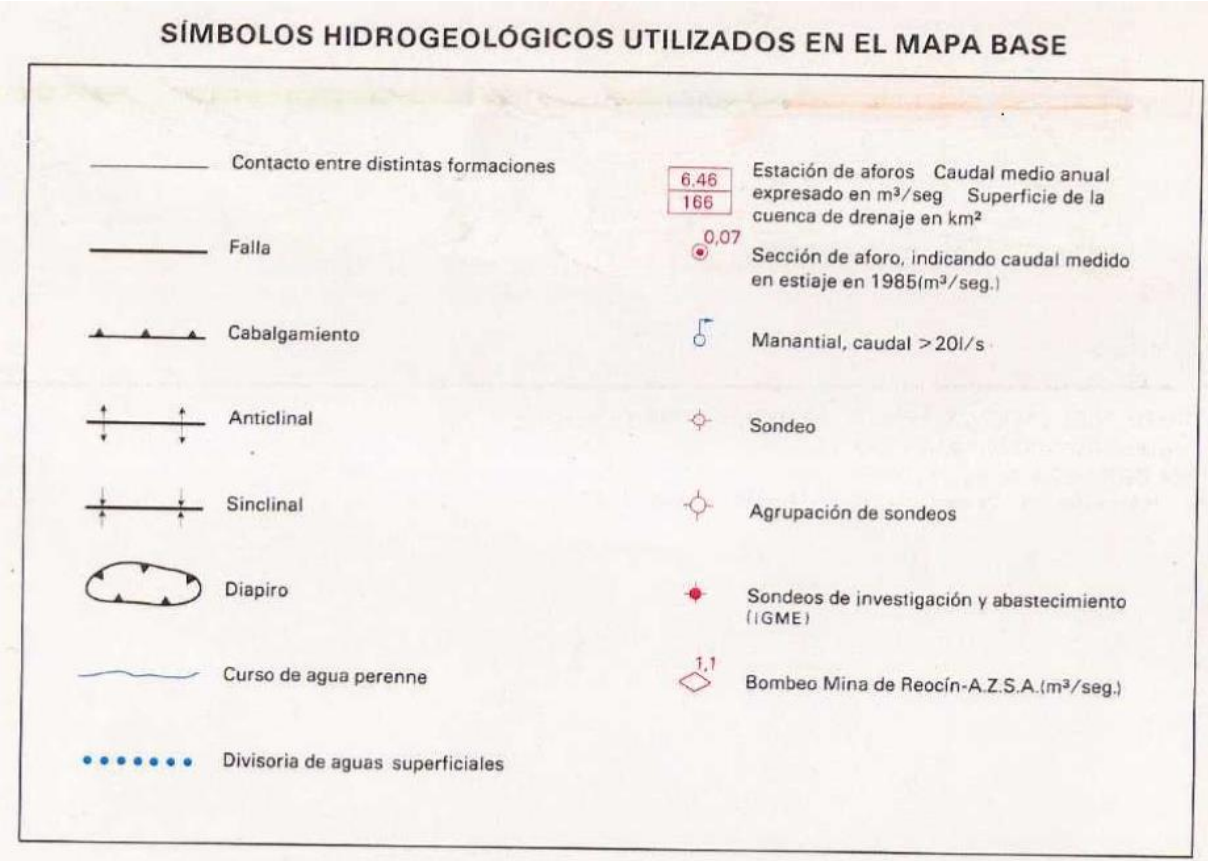 SÍMBOLOS HIDROGEOLÓGICOS UTILIZADOS EN EL MAPA BASE
Contacto entre distintas formaciones
Falla
Cabalgamiento
Anticlinal
Sinclinal
Diapiro
Curso de agua perenne
Divisoria de aguas superficiales
6.46
166
Estación de aforos Caudal medio anual
expresado en m³/seg Superficie de la
cuenca de drenaje en km²
0,07
Sección de aforo, indicando caudal medido
en estiaje en 1985(m³/seg.)
Manantial, caudal >20l/s
Sondeo
Agrupación de sondeos
Sondeos de investigación y abastecimiento
(IGME)
1,1
Bombeo Mina de Reocín-A.Z.S.A.(m³/seg.)